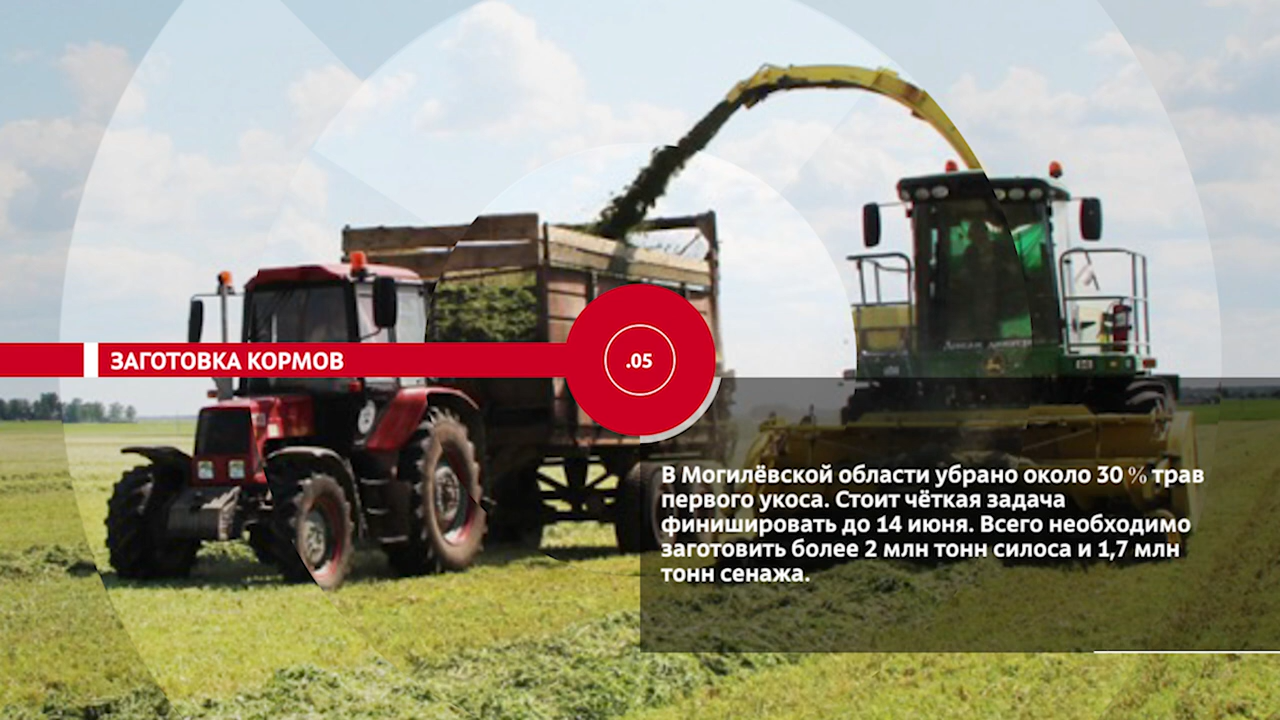 ЗАГОТОВКА КОРМОВ
.05
В Могилёвской области убрано около 30 % трав
первого укоса. Стоит чёткая задача
финишировать до 14 июня. Всего необходимо
заготовить более 2 млн тонн силоса и 1,7 млн
тонн сенажа.